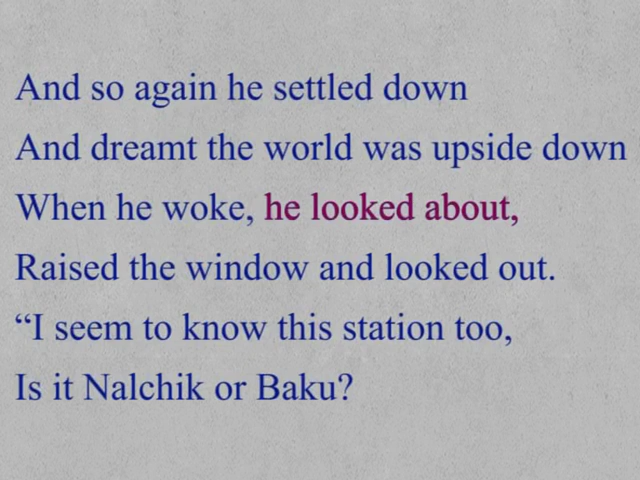 And so again he settled down
And dreamt the world was upside down
When he woke, he looked about,
Raised the window and looked out.
“I seem to know this station too,
Is it Nalchik or Baku?